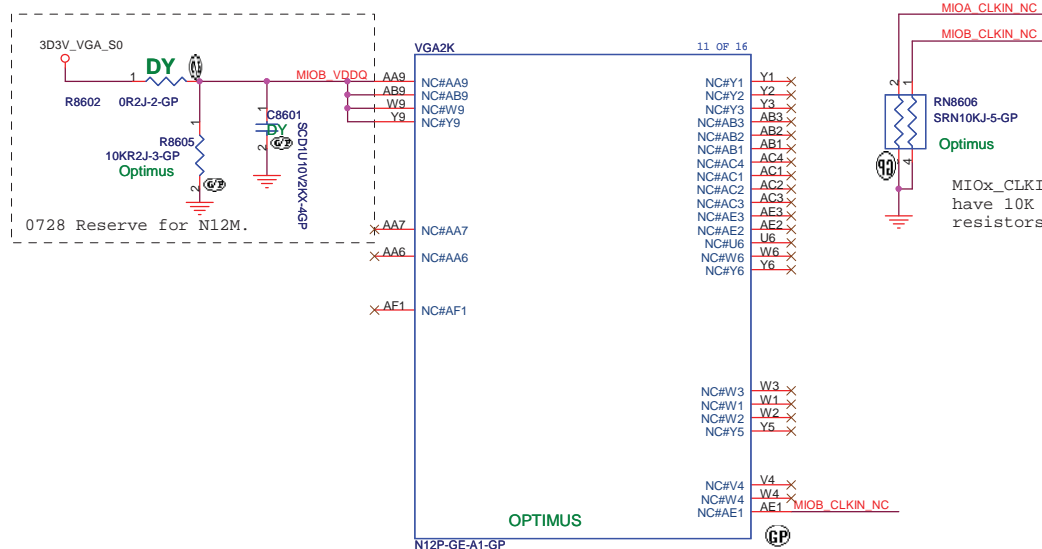 3D3V_VGA_S0
1
DY
R8602
0R2J-2-GP
MIOB_VDDQ
AA9
AB9
W9
Y9
1
R8605
10KR2J-3-GP
Optimus
2
1
C8601
DY
2
SCD1U10V2KX-4GP
0728 Reserve for N12M.
AA7
AA6
AF1
VGA2K
11 OF 16
NC#AA9
NC#AB9
NC#W9
NC#Y9
NC#AA7
NC#AA6
NC#AF1
NC#Y1 Y1
NC#Y2 Y2
NC#Y3 Y3
NC#AB3 AB3
NC#AB2 AB2
NC#AB1 AB1
NC#AC4 AC4
NC#AC1 AC1
NC#AC2 AC2
NC#AC3 AC3
NC#AE3 AE3
NC#AE2 AE2
NC#U6 U6
NC#W6 W6
NC#Y6 Y6
NC#W3 W3
NC#W1 W1
NC#W2 W2
NC#Y5 Y5
NC#V4 V4
NC#W4 W4
NC#AE1 AE1 MIOB_CLKIN_NC
OPTIMUS
GP
N12P-GE-A1-GP
MIOA_CLKIN_NC
MIOB_CLKIN_NC
2 1
RN8606
SRN10KJ-5-GP
Optimus
4
GP
MIOx_CLKI
have 10K
resistors